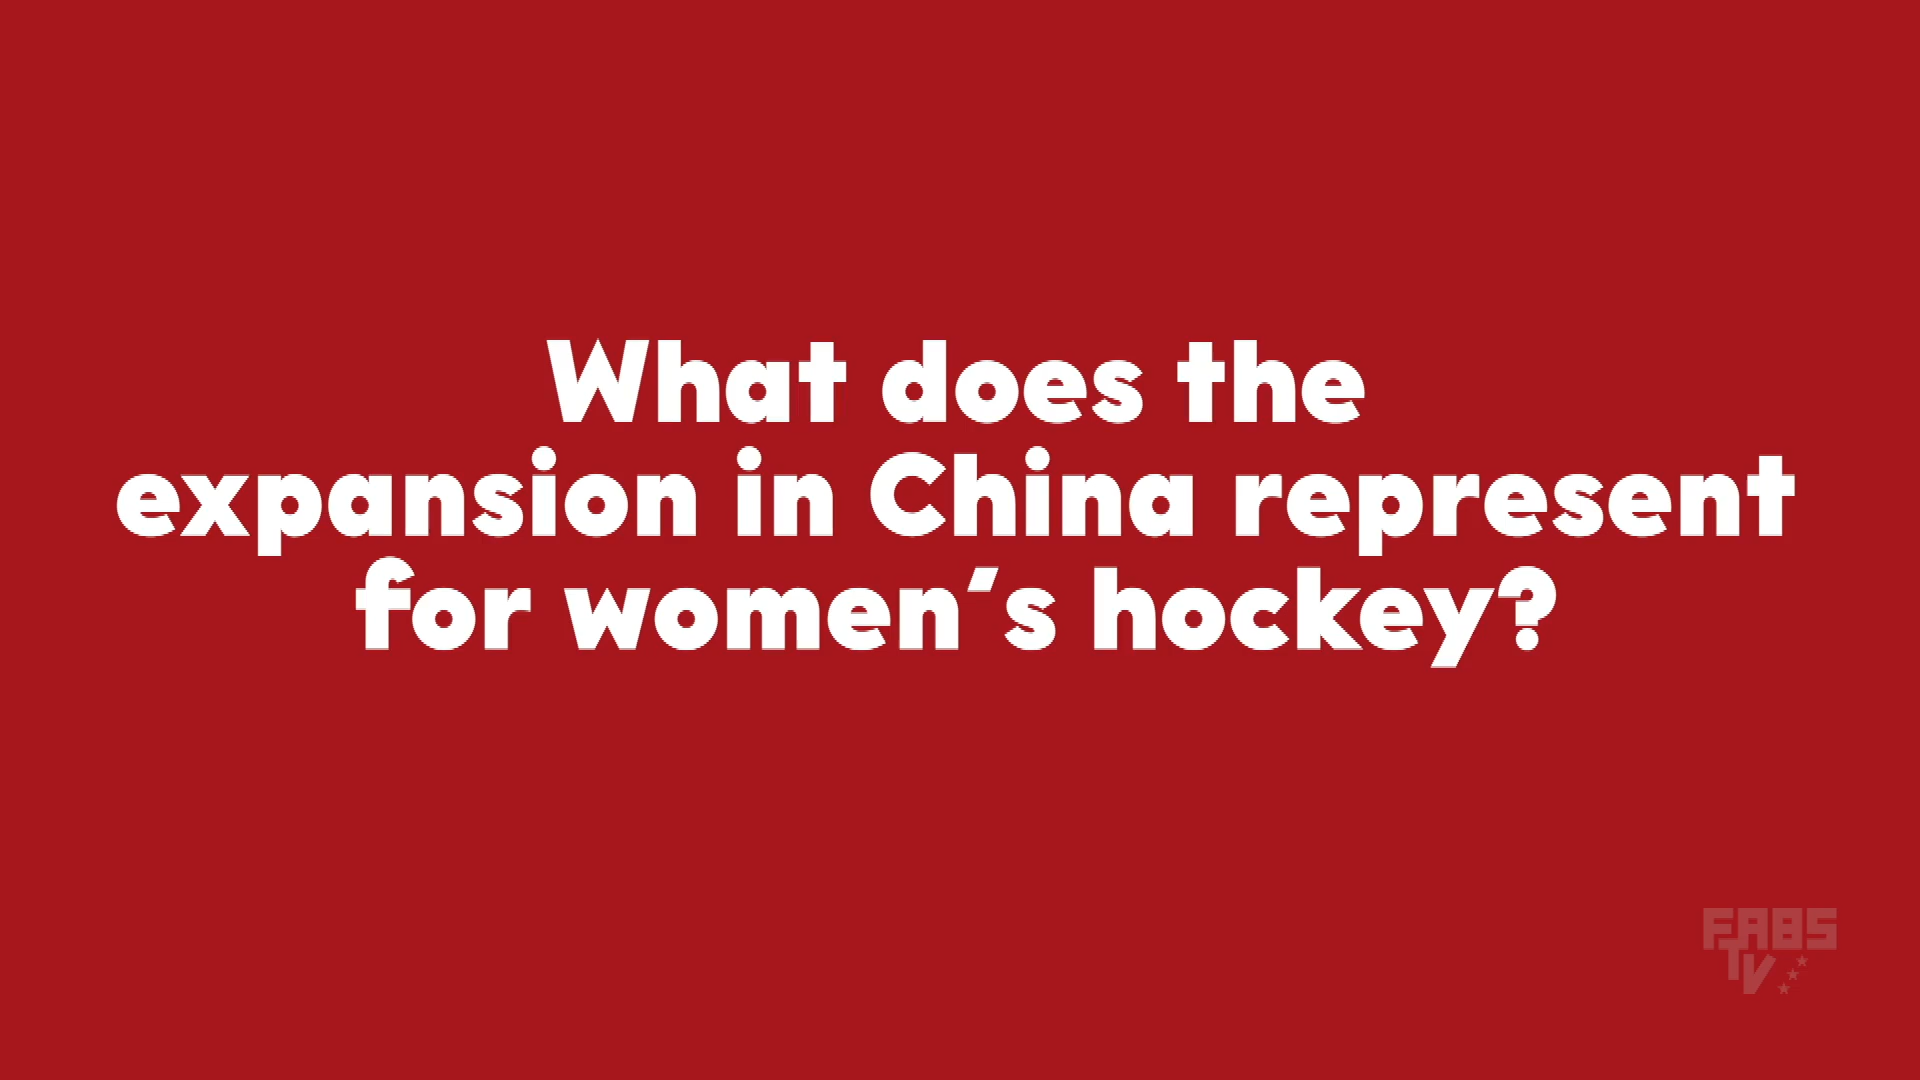 What does the
expansion in China represent
for women's hockey?
FABS
TV